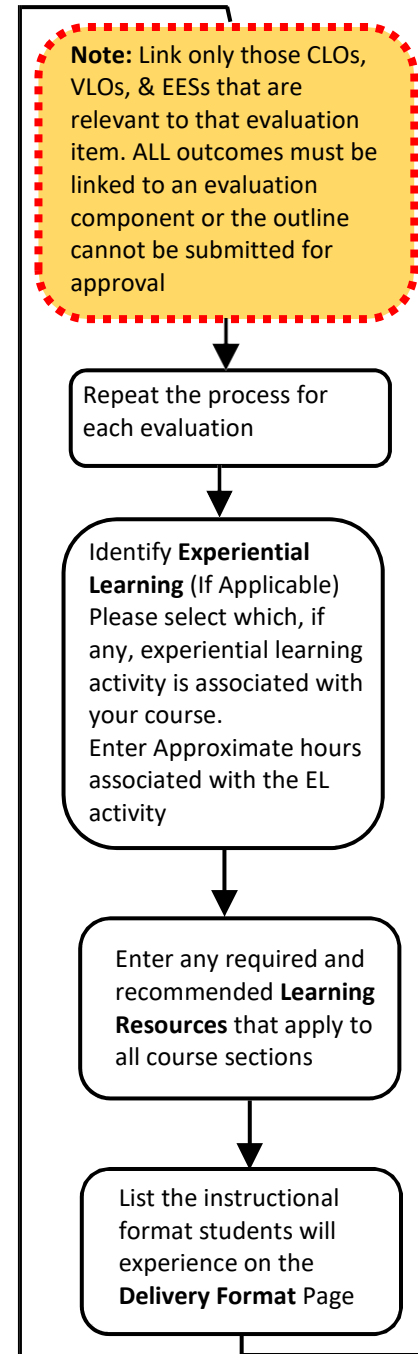 Note: Link only those CLOs,
VLOs, & EESs that are
relevant to that evaluation
item. ALL outcomes must be
linked to an evaluation
component or the outline
cannot be submitted for
approval
Repeat the process for
each evaluation
Identify Experiential
Learning (If Applicable)
Please select which, if
any, experiential learning
activity is associated with
your course.
Enter Approximate hours
associated with the EL
activity
Enter any required and
recommended Learning
Resources that apply to
all course sections
List the instructional
format students will
experience on the
Delivery Format Page